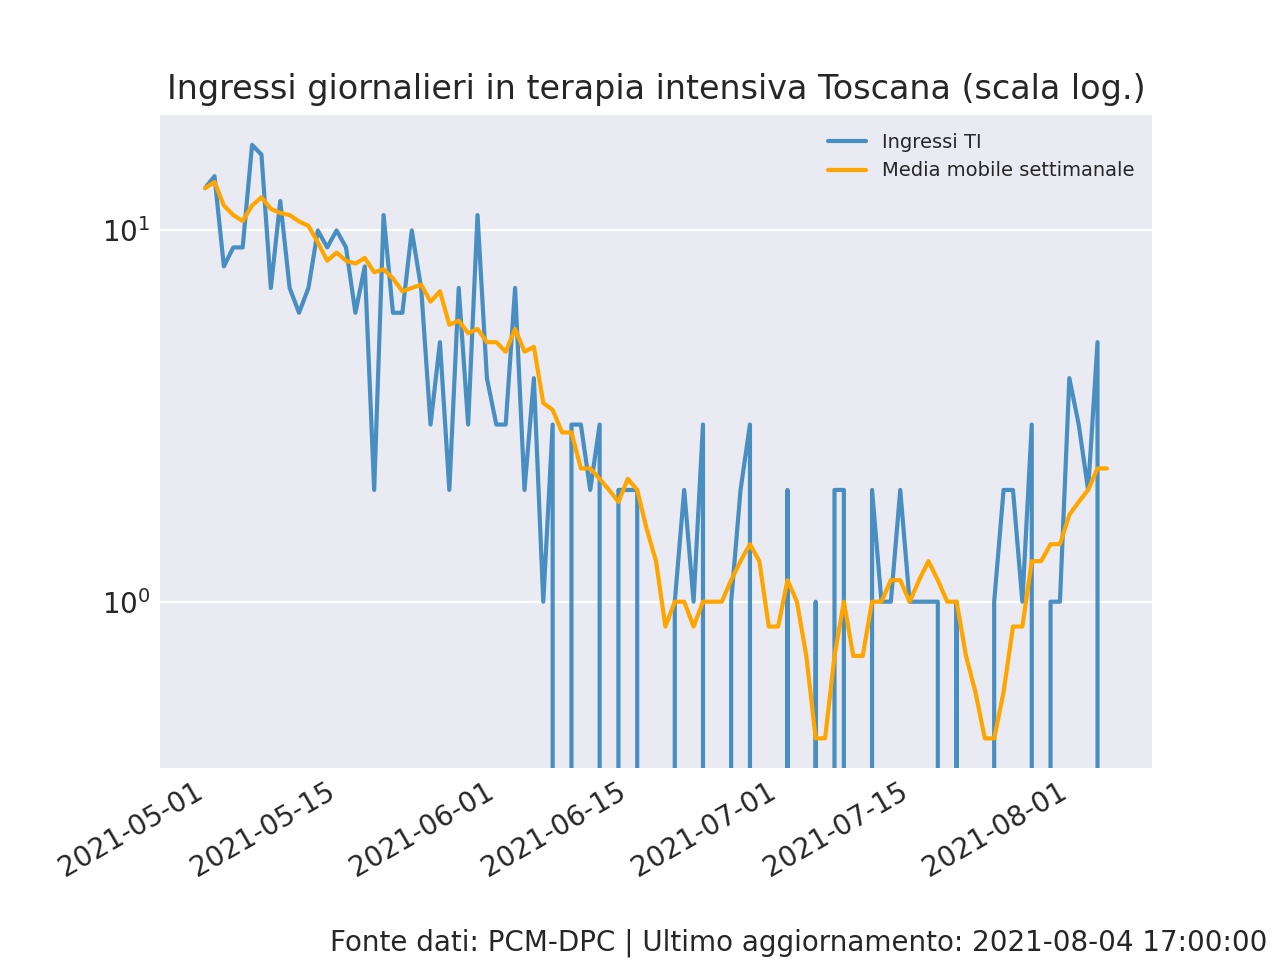 Ingressi giornalieri in terapia intensiva Toscana (scala log.)
Ingressi TI
Media mobile settimanale
10¹
10⁰
2021-05-01
2021-05-15
2021-06-01
2021-06-15
2021-07-01
2021-07-15
2021-08-01
Fonte dati: PCM-DPC | Ultimo aggiornamento: 2021-08-04 17:00:00